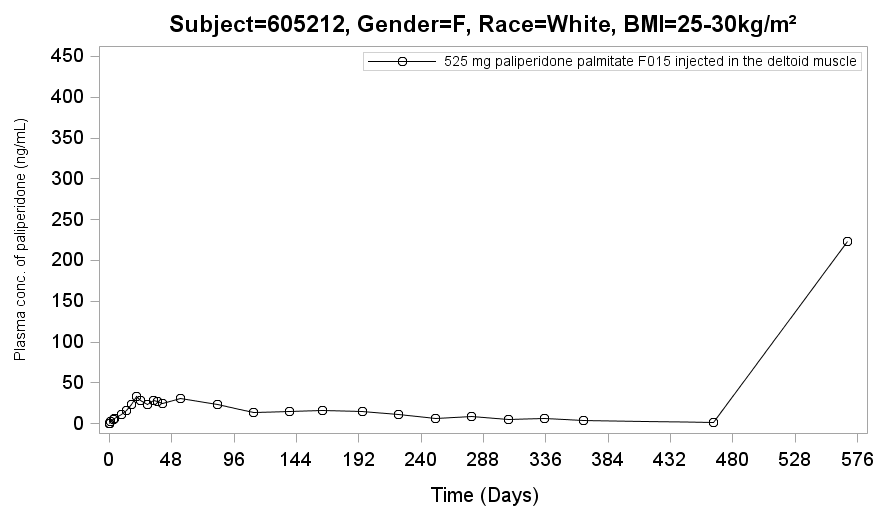 Subject=605212, Gender=F, Race=White, BMI=25-30kg/m²
525 mg paliperidone palmitate F015 injected in the deltoid muscle
Plasma conc. of paliperidone (ng/mL)
450
400
350
300
250
200
150
100
50
0
0 48 96 144 192 240 288 336 384 432 480 528 576
Time (Days)